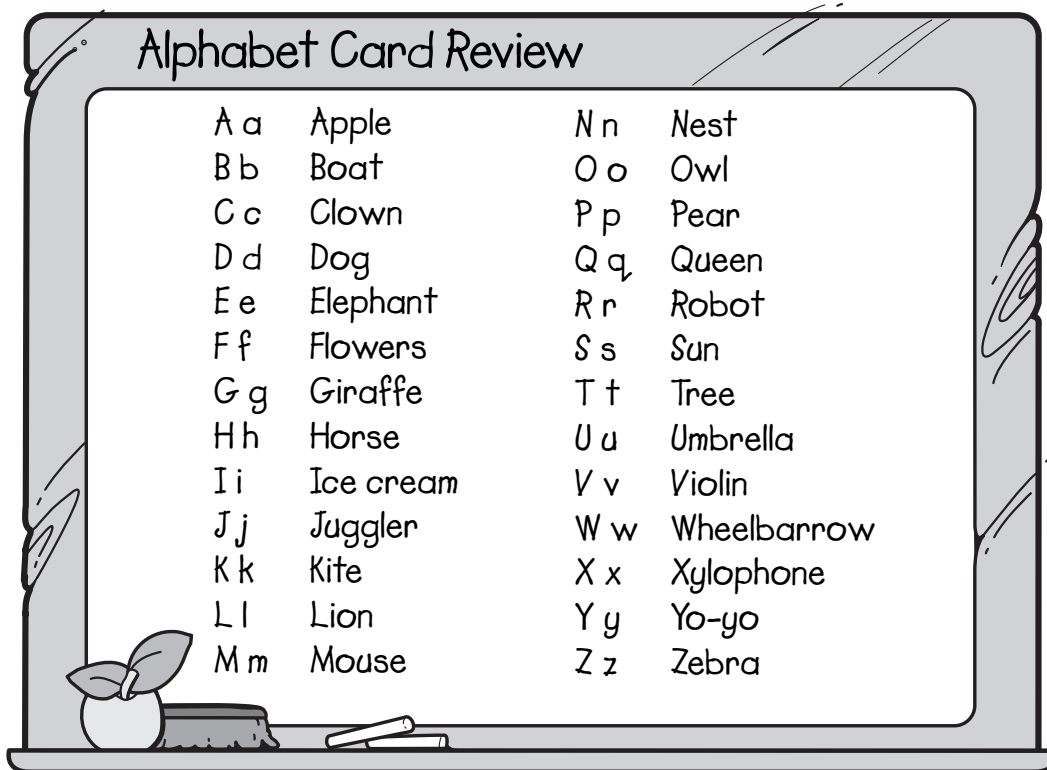 Alphabet Card Review
A a Apple
B b Boat
C c Clown
D d Dog
E e Elephant
F f Flowers
G g Giraffe
H h Horse
I i Ice cream
J j Juggler
K k Kite
L l Lion
M m Mouse
N n Nest
O o Owl
P p Pear
Q q Queen
R r Robot
S s Sun
T t Tree
U u Umbrella
V v Violin
W w Wheelbarrow
X x Xylophone
Y y Yo-yo
Z z Zebra